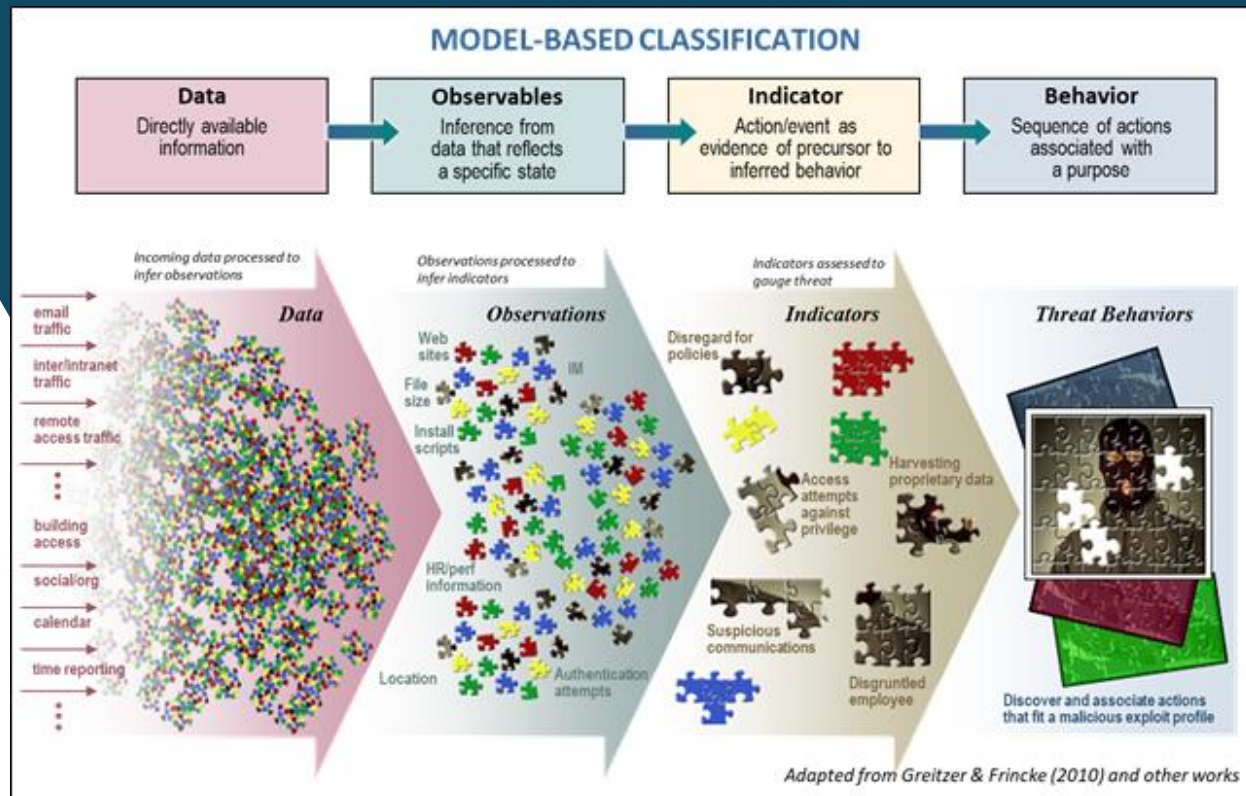 MODEL-BASED CLASSIFICATION
Data
Directly available
information
Observables
Inference from
data that reflects
a specific state
Indicator
Action/event as
evidence of precursor to
inferred behavior
Behavior
Sequence of actions
associated with
a purpose
Incoming data processed to
infer observations
Data
email
traffic
inter/intranet
traffic
remote
access traffic
building
access
social/org
calendar
time reporting
Observations processed to
infer indicators
Observations
Web
sites
IM
File
size
Install
scripts
HR/perf
information
Location
Authentication
attempts
Indicators assessed to
gauge threat
Indicators
Disregard for
policies
Access
attempts
against
privilege
Harvesting
proprietary data
Suspicious
communications
Disgruntled
employee
Threat Behaviors
Discover and associate actions
that fit a malicious exploit profile
Adapted from Greitzer & Frincke (2010) and other works